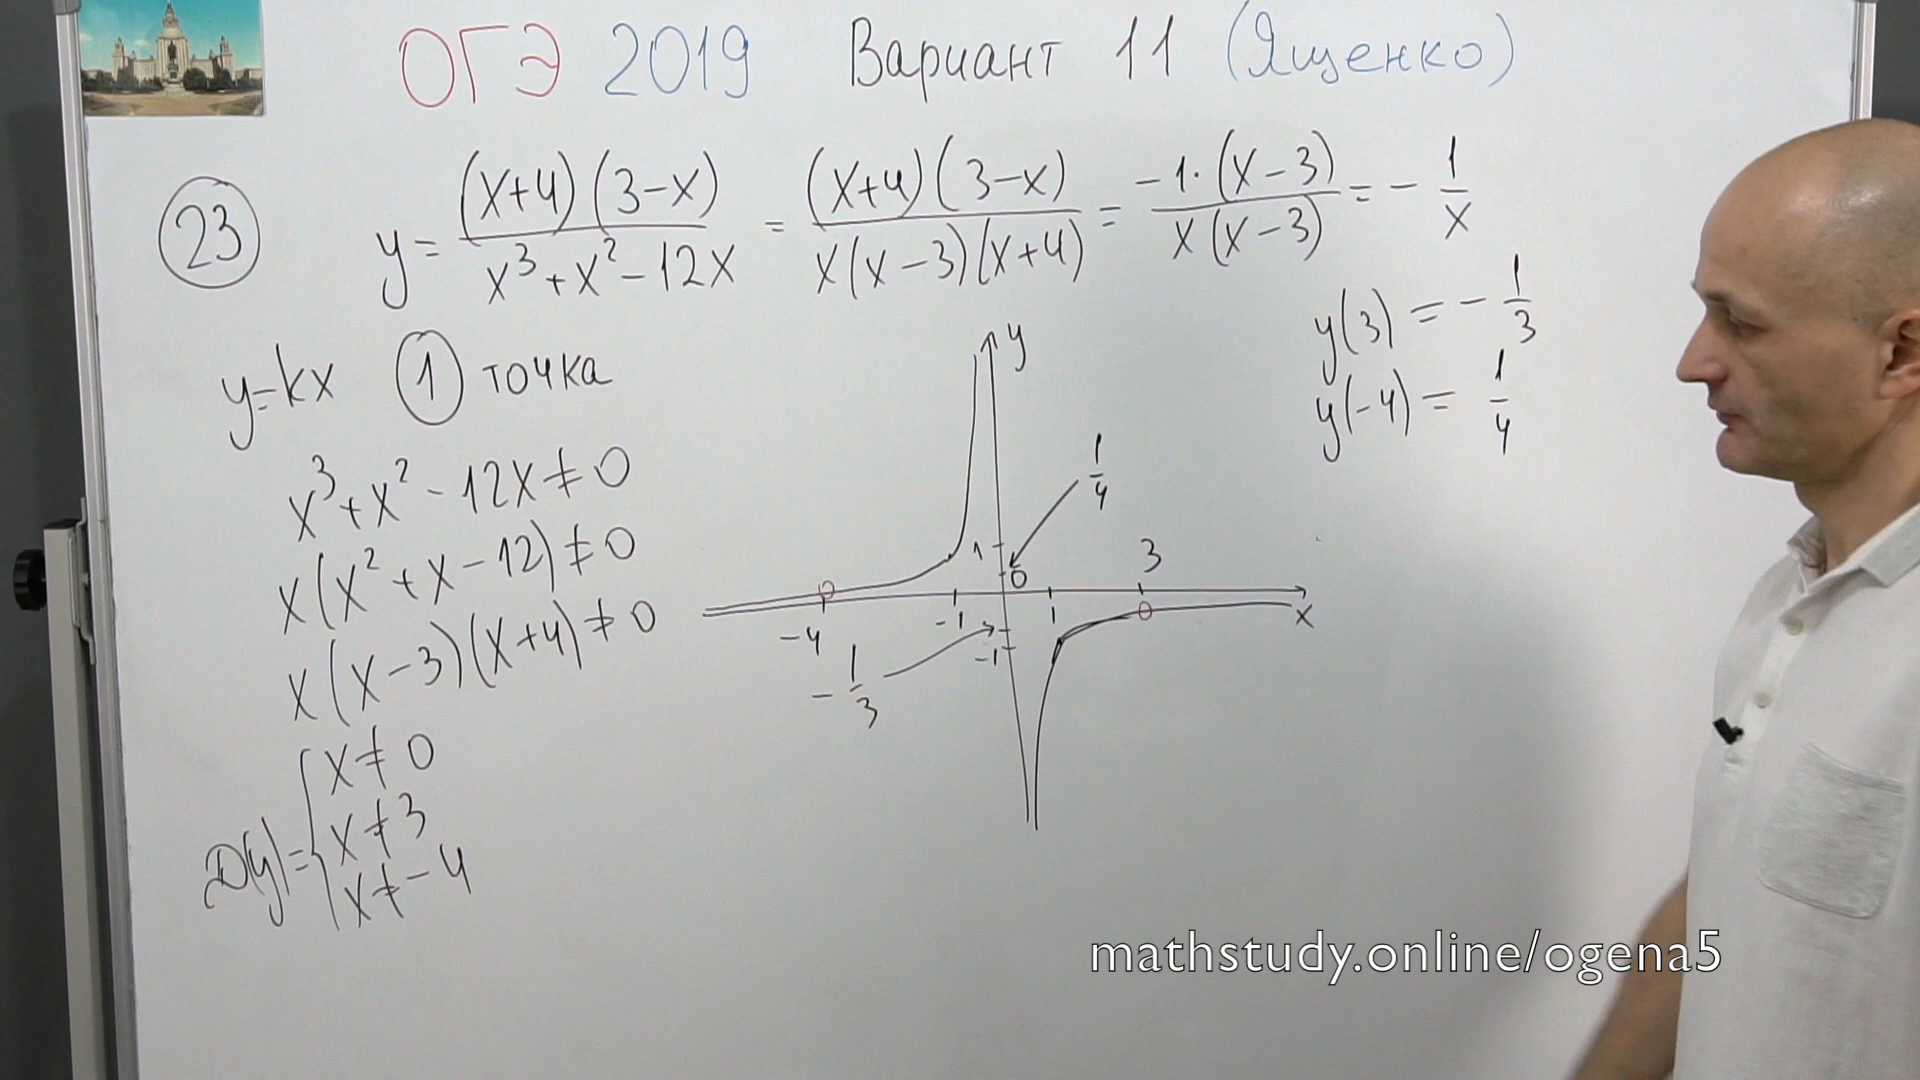 ОГЭ 2019 Вариант 11 (Ященко)
23
y = (x+4)(3-x) / x³+x²-12x = (x+4)(3-x) / x(x-3)(x+4) = -1·(x-3) / x(x-3) = - 1/x
y(3) = - 1/3
y(-4) = 1/4
y=kx 1 точка
x³+x²-12x≠0
x(x²+x-12)≠0
x(x-3)(x+4)≠0
D(y)= { x≠0
x≠3
x≠-4
y
1/4
1
0
3
-4
-1
1
x
-1
- 1/3
mathstudy.online/ogena5